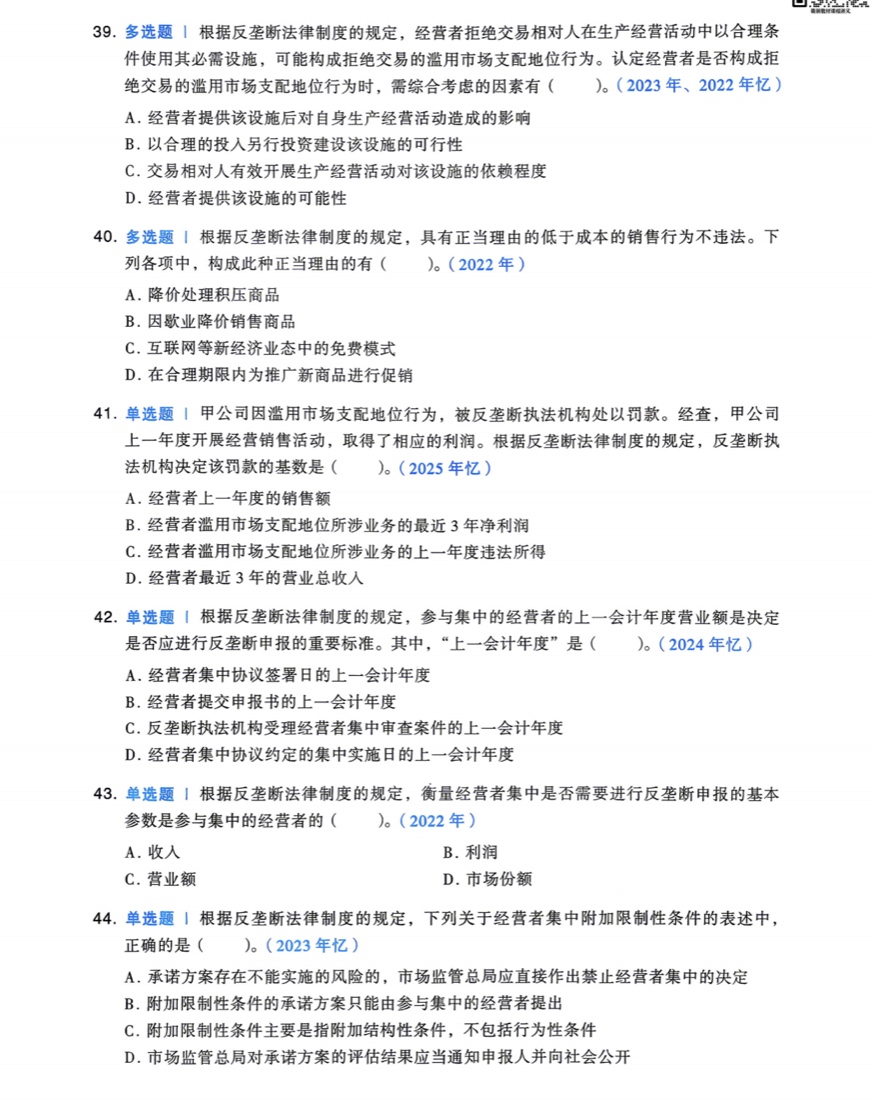 39. 多选题 | 根据反垄断法律制度的规定，经营者拒绝交易相对人在生产经营活动中以合理条
件使用其必需设施，可能构成拒绝交易的滥用市场支配地位行为。认定经营者是否构成拒
绝交易的滥用市场支配地位行为时，需综合考虑的因素有（　　）。（2023 年、2022 年忆）
A. 经营者提供该设施后对自身生产经营活动造成的影响
B. 以合理的投入另行投资建设该设施的可行性
C. 交易相对人有效开展生产经营活动对该设施的依赖程度
D. 经营者提供该设施的可能性
40. 多选题 | 根据反垄断法律制度的规定，具有正当理由的低于成本的销售行为不违法。下
列各项中，构成此种正当理由的有（　　）。（2022 年）
A. 降价处理积压商品
B. 因歇业降价销售商品
C. 互联网等新经济业态中的免费模式
D. 在合理期限内为推广新商品进行促销
41. 单选题 | 甲公司因滥用市场支配地位行为，被反垄断执法机构处以罚款。经查，甲公司
上一年度开展经营销售活动，取得了相应的利润。根据反垄断法律制度的规定，反垄断执
法机构决定该罚款的基数是（　　）。（2025 年忆）
A. 经营者上一年度的销售额
B. 经营者滥用市场支配地位所涉业务的最近 3 年净利润
C. 经营者滥用市场支配地位所涉业务的上一年度违法所得
D. 经营者最近 3 年的营业总收入
42. 单选题 | 根据反垄断法律制度的规定，参与集中的经营者的上一会计年度营业额是决定
是否应进行反垄断申报的重要标准。其中，“上一会计年度”是（　　）。（2024 年忆）
A. 经营者集中协议签署日的上一会计年度
B. 经营者提交申报书的上一会计年度
C. 反垄断执法机构受理经营者集中审查案件的上一会计年度
D. 经营者集中协议约定的集中实施日的上一会计年度
43. 单选题 | 根据反垄断法律制度的规定，衡量经营者集中是否需要进行反垄断申报的基本
参数是参与集中的经营者的（　　）。（2022 年）
A. 收入 B. 利润
C. 营业额 D. 市场份额
44. 单选题 | 根据反垄断法律制度的规定，下列关于经营者集中附加限制性条件的表述中，
正确的是（　　）。（2023 年忆）
A. 承诺方案存在不能实施的风险的，市场监管总局应直接作出禁止经营者集中的决定
B. 附加限制性条件的承诺方案只能由参与集中的经营者提出
C. 附加限制性条件主要是指附加结构性条件，不包括行为性条件
D. 市场监管总局对承诺方案的评估结果应当通知申报人并向社会公开